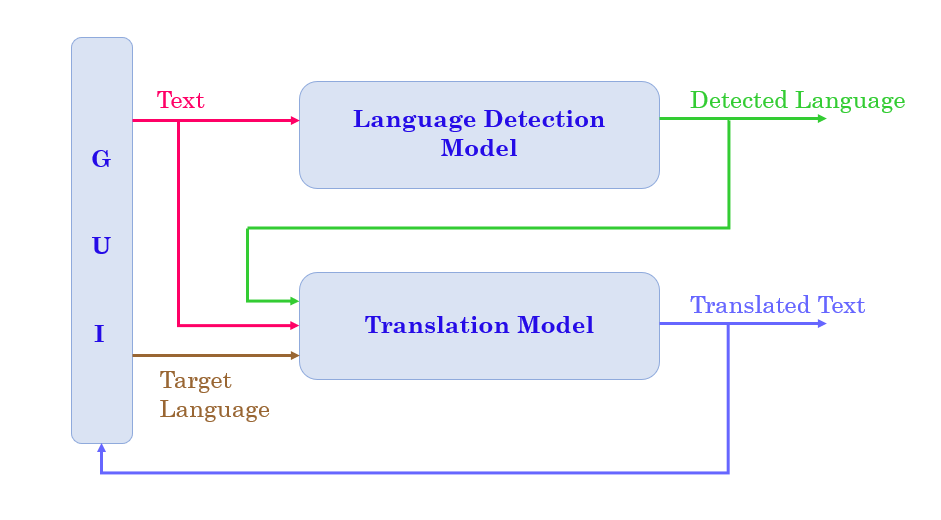 G
U
I
Text
Language Detection
Model
Detected Language
Translation Model
Translated Text
Target
Language